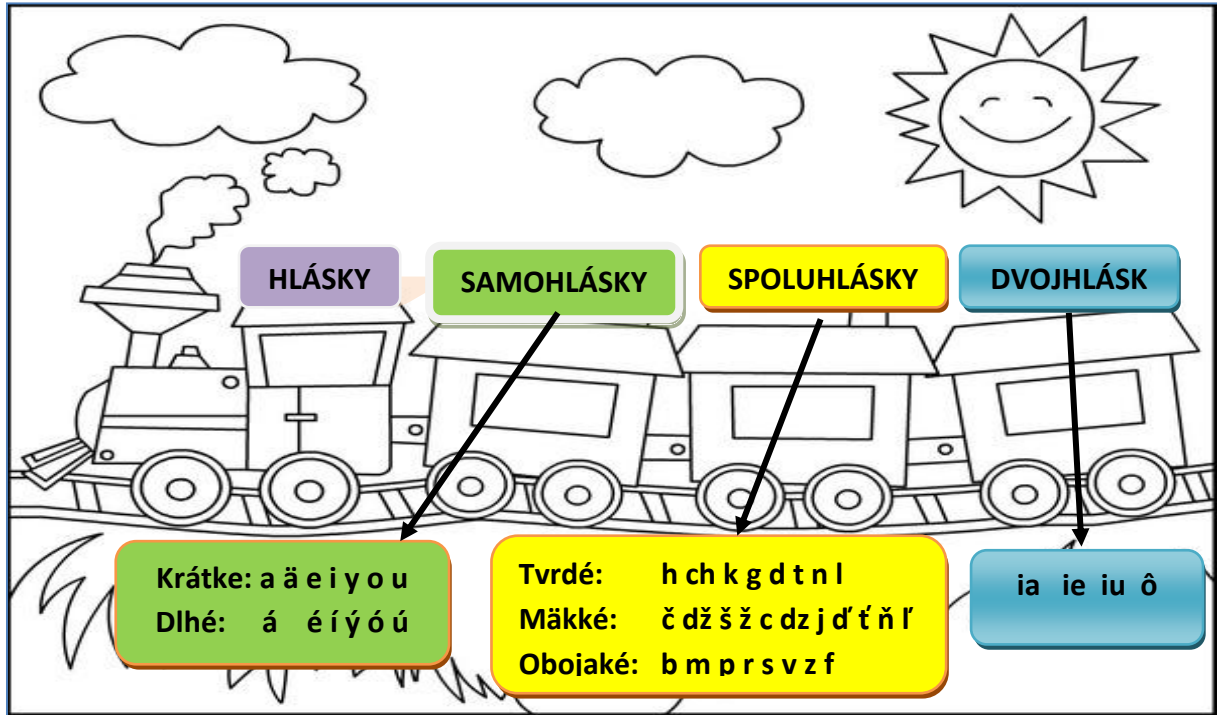 HLÁSKY
SAMOHLÁSKY
SPOLUHLÁSKY
DVOJHLÁSK
Krátke: a ä e i y o u
Dlhé: á é í ý ó ú
Tvrdé: h ch k g d t n l
Mäkké: č dž š ž c dz j ď ť ň ľ
Obojaké: b m p r s v z f
ia ie iu ô